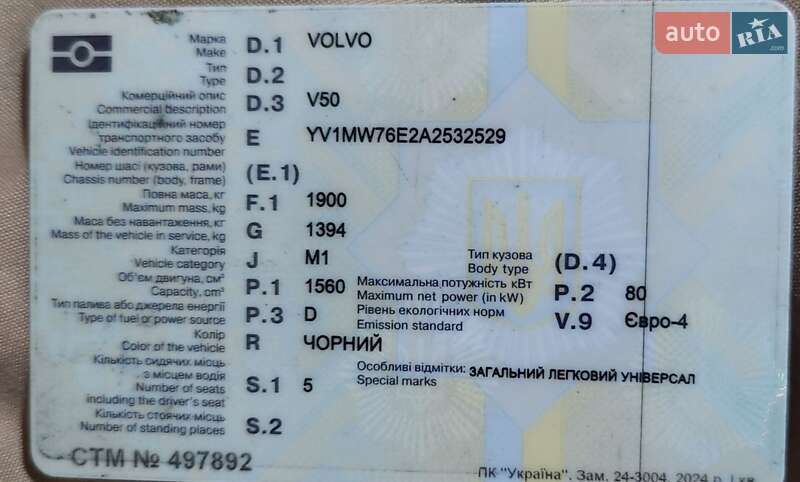 Марка
Make D.1 VOLVO
Тип
Type D.2
Комерційний опис
Commercial description D.3 V50
Ідентифікаційний номер
транспортного засобу
Vehicle identification number E YV1MW76E2A2532529
Номер шасі (кузова, рами)
Chassis number (body, frame) (E.1)
Повна маса, кг
Maximum mass, kg F.1 1900
Маса без навантаження, кг
Mass of the vehicle in service, kg G 1394
Категорія
Vehicle category J M1
Тип кузова
Body type (D.4)
Об'єм двигуна, см³
Capacity, cm³ P.1 1560
Максимальна потужність кВт
Maximum net power (in kW) P.2 80
Тип палива або джерела енергії
Type of fuel or power source P.3 D
Рівень екологічних норм
Emission standard V.9 Євро-4
Колір
Color of the vehicle R ЧОРНИЙ
Кількість сидячих місць
з місцем водія
Number of seats
including the driver's seat S.1 5
Особливі відмітки: ЗАГАЛЬНИЙ ЛЕГКОВИЙ УНІВЕРСАЛ
Special marks
Кількість стоячих місць
Number of standing places S.2
СТМ № 497892
ПК "Україна". Зам. 24-3004. 2024 р. І кв.
auto RIA .com